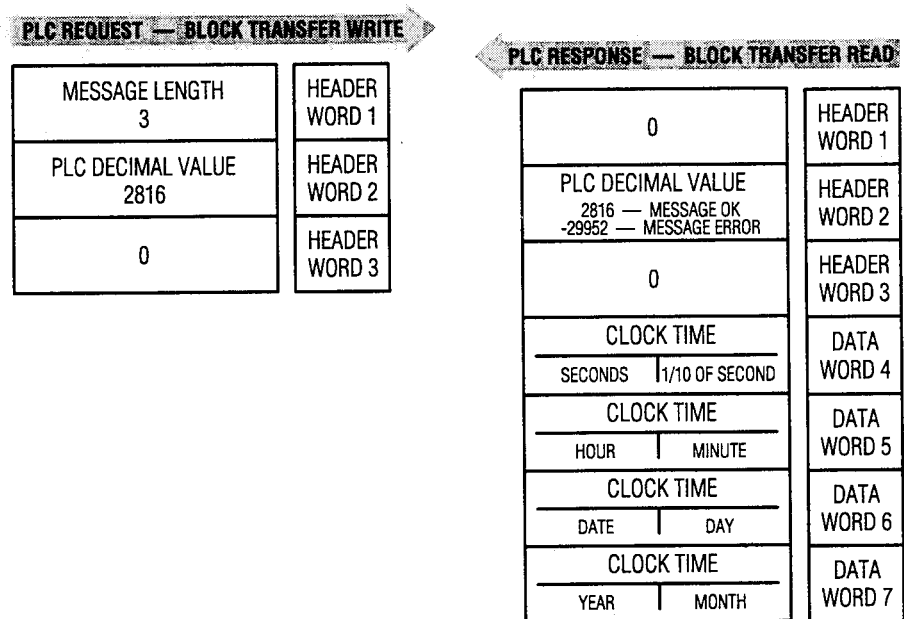 PLC REQUEST — BLOCK TRANSFER WRITE
MESSAGE LENGTH
3
HEADER
WORD 1
PLC DECIMAL VALUE
2816
HEADER
WORD 2
0
HEADER
WORD 3
PLC RESPONSE — BLOCK TRANSFER READ
0
HEADER
WORD 1
PLC DECIMAL VALUE
2816 — MESSAGE OK
-29952 — MESSAGE ERROR
HEADER
WORD 2
0
HEADER
WORD 3
CLOCK TIME
SECONDS 1/10 OF SECOND
DATA
WORD 4
CLOCK TIME
HOUR MINUTE
DATA
WORD 5
CLOCK TIME
DATE DAY
DATA
WORD 6
CLOCK TIME
YEAR MONTH
DATA
WORD 7